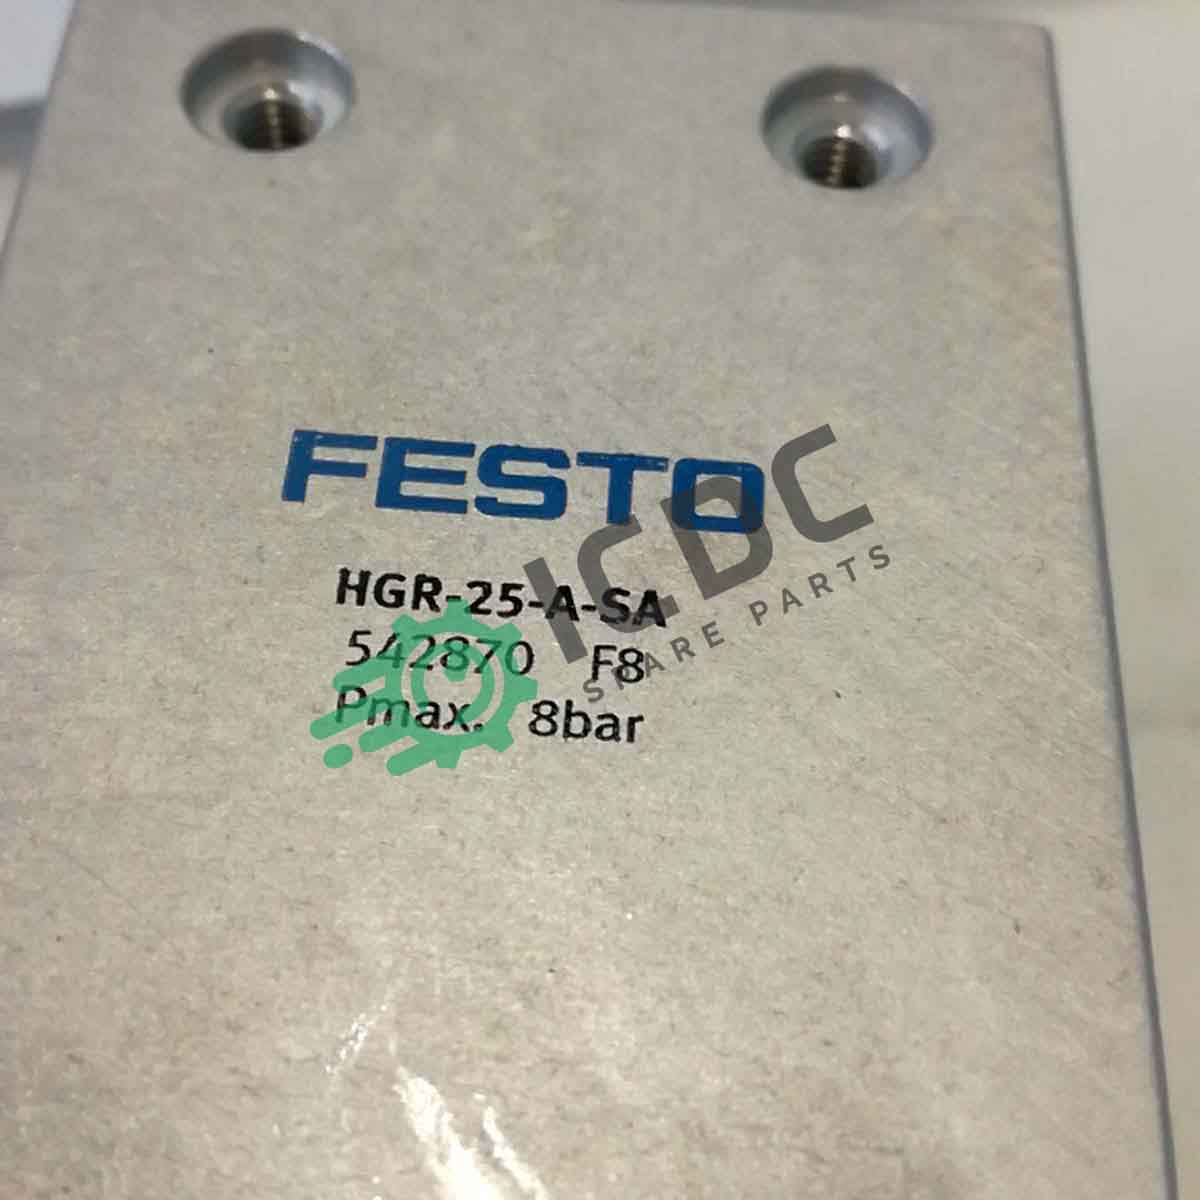 FESTO
HGR-25-A-SA
542870 F8
Pmax. 8bar
ICDC
SPARE PARTS